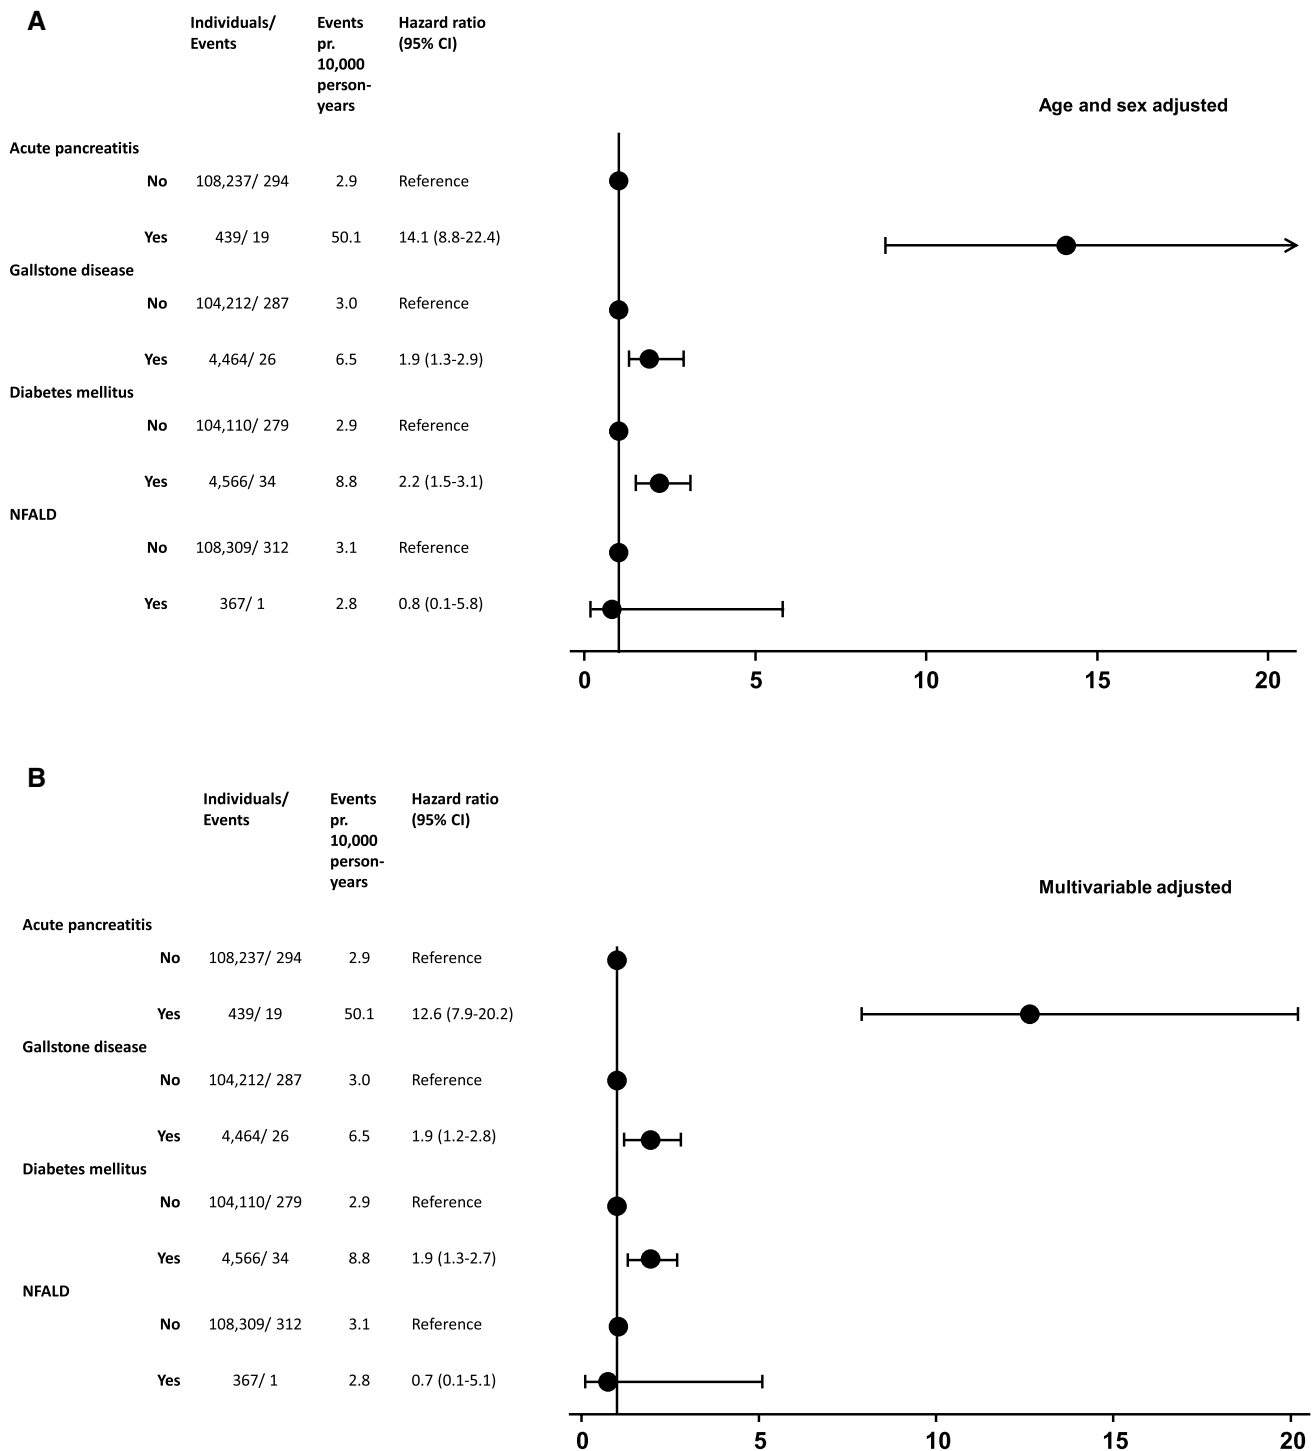 A
Individuals/
Events
Events
pr.
10,000
person-
years
Hazard ratio
(95% CI)
Age and sex adjusted
Acute pancreatitis
No 108,237/ 294 2.9 Reference
Yes 439/ 19 50.1 14.1 (8.8-22.4)
Gallstone disease
No 104,212/ 287 3.0 Reference
Yes 4,464/ 26 6.5 1.9 (1.3-2.9)
Diabetes mellitus
No 104,110/ 279 2.9 Reference
Yes 4,566/ 34 8.8 2.2 (1.5-3.1)
NFALD
No 108,309/ 312 3.1 Reference
Yes 367/ 1 2.8 0.8 (0.1-5.8)
0 5 10 15 20
B
Individuals/
Events
Events
pr.
10,000
person-
years
Hazard ratio
(95% CI)
Multivariable adjusted
Acute pancreatitis
No 108,237/ 294 2.9 Reference
Yes 439/ 19 50.1 12.6 (7.9-20.2)
Gallstone disease
No 104,212/ 287 3.0 Reference
Yes 4,464/ 26 6.5 1.9 (1.2-2.8)
Diabetes mellitus
No 104,110/ 279 2.9 Reference
Yes 4,566/ 34 8.8 1.9 (1.3-2.7)
NFALD
No 108,309/ 312 3.1 Reference
Yes 367/ 1 2.8 0.7 (0.1-5.1)
0 5 10 15 20